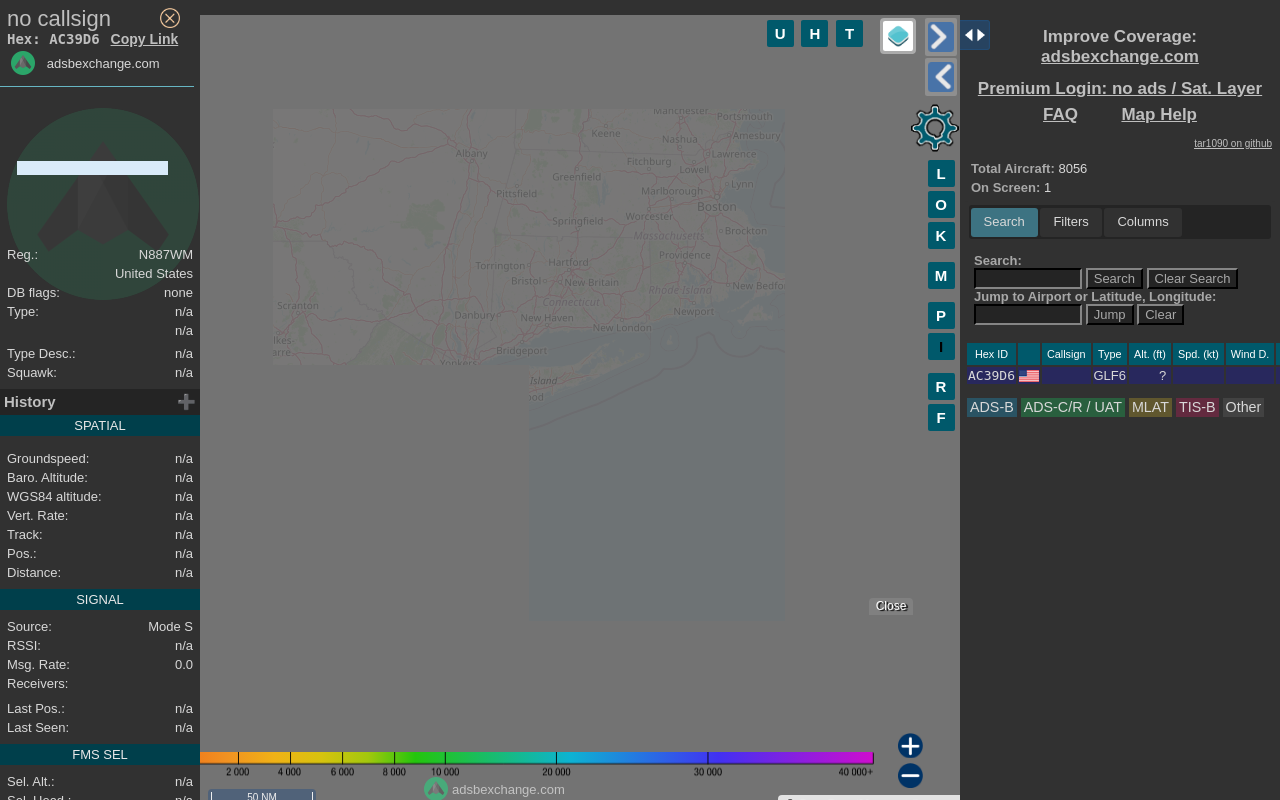 no callsign
Hex: AC39D6 Copy Link
adsbexchange.com
Reg.: N887WM
United States
DB flags: none
Type: n/a
n/a
Type Desc.: n/a
Squawk: n/a
History
SPATIAL
Groundspeed: n/a
Baro. Altitude: n/a
WGS84 altitude: n/a
Vert. Rate: n/a
Track: n/a
Pos.: n/a
Distance: n/a
SIGNAL
Source: Mode S
RSSI: n/a
Msg. Rate: 0.0
Receivers:
Last Pos.: n/a
Last Seen: n/a
FMS SEL
Sel. Alt.: n/a
U H T
L
O
K
M
P
I
R
F
Manchester
Portsmouth
Keene
Nashua
Amesbury
Albany
Fitchburg
Lawrence
Greenfield
Lowell
Pittsfield
Marlborough
Lynn
Boston
Springfield
Worcester
Massachusetts
Brockton
Torrington
Hartford
Providence
Bristol
New Britain
Rhode Island
New Bedfo
Scranton
Connecticut
Danbury
New Haven
Newport
New London
Bridgeport
Yonkers
Island
Close
2 000 4 000 6 000 8 000 10 000 20 000 30 000 40 000+
adsbexchange.com
50 NM
Improve Coverage:
adsbexchange.com
Premium Login: no ads / Sat. Layer
FAQ Map Help
tar1090 on github
Total Aircraft: 8056
On Screen: 1
Search Filters Columns
Search:
Search Clear Search
Jump to Airport or Latitude, Longitude:
Jump Clear
Hex ID Callsign Type Alt. (ft) Spd. (kt) Wind D.
AC39D6 GLF6 ?
ADS-B ADS-C/R / UAT MLAT TIS-B Other